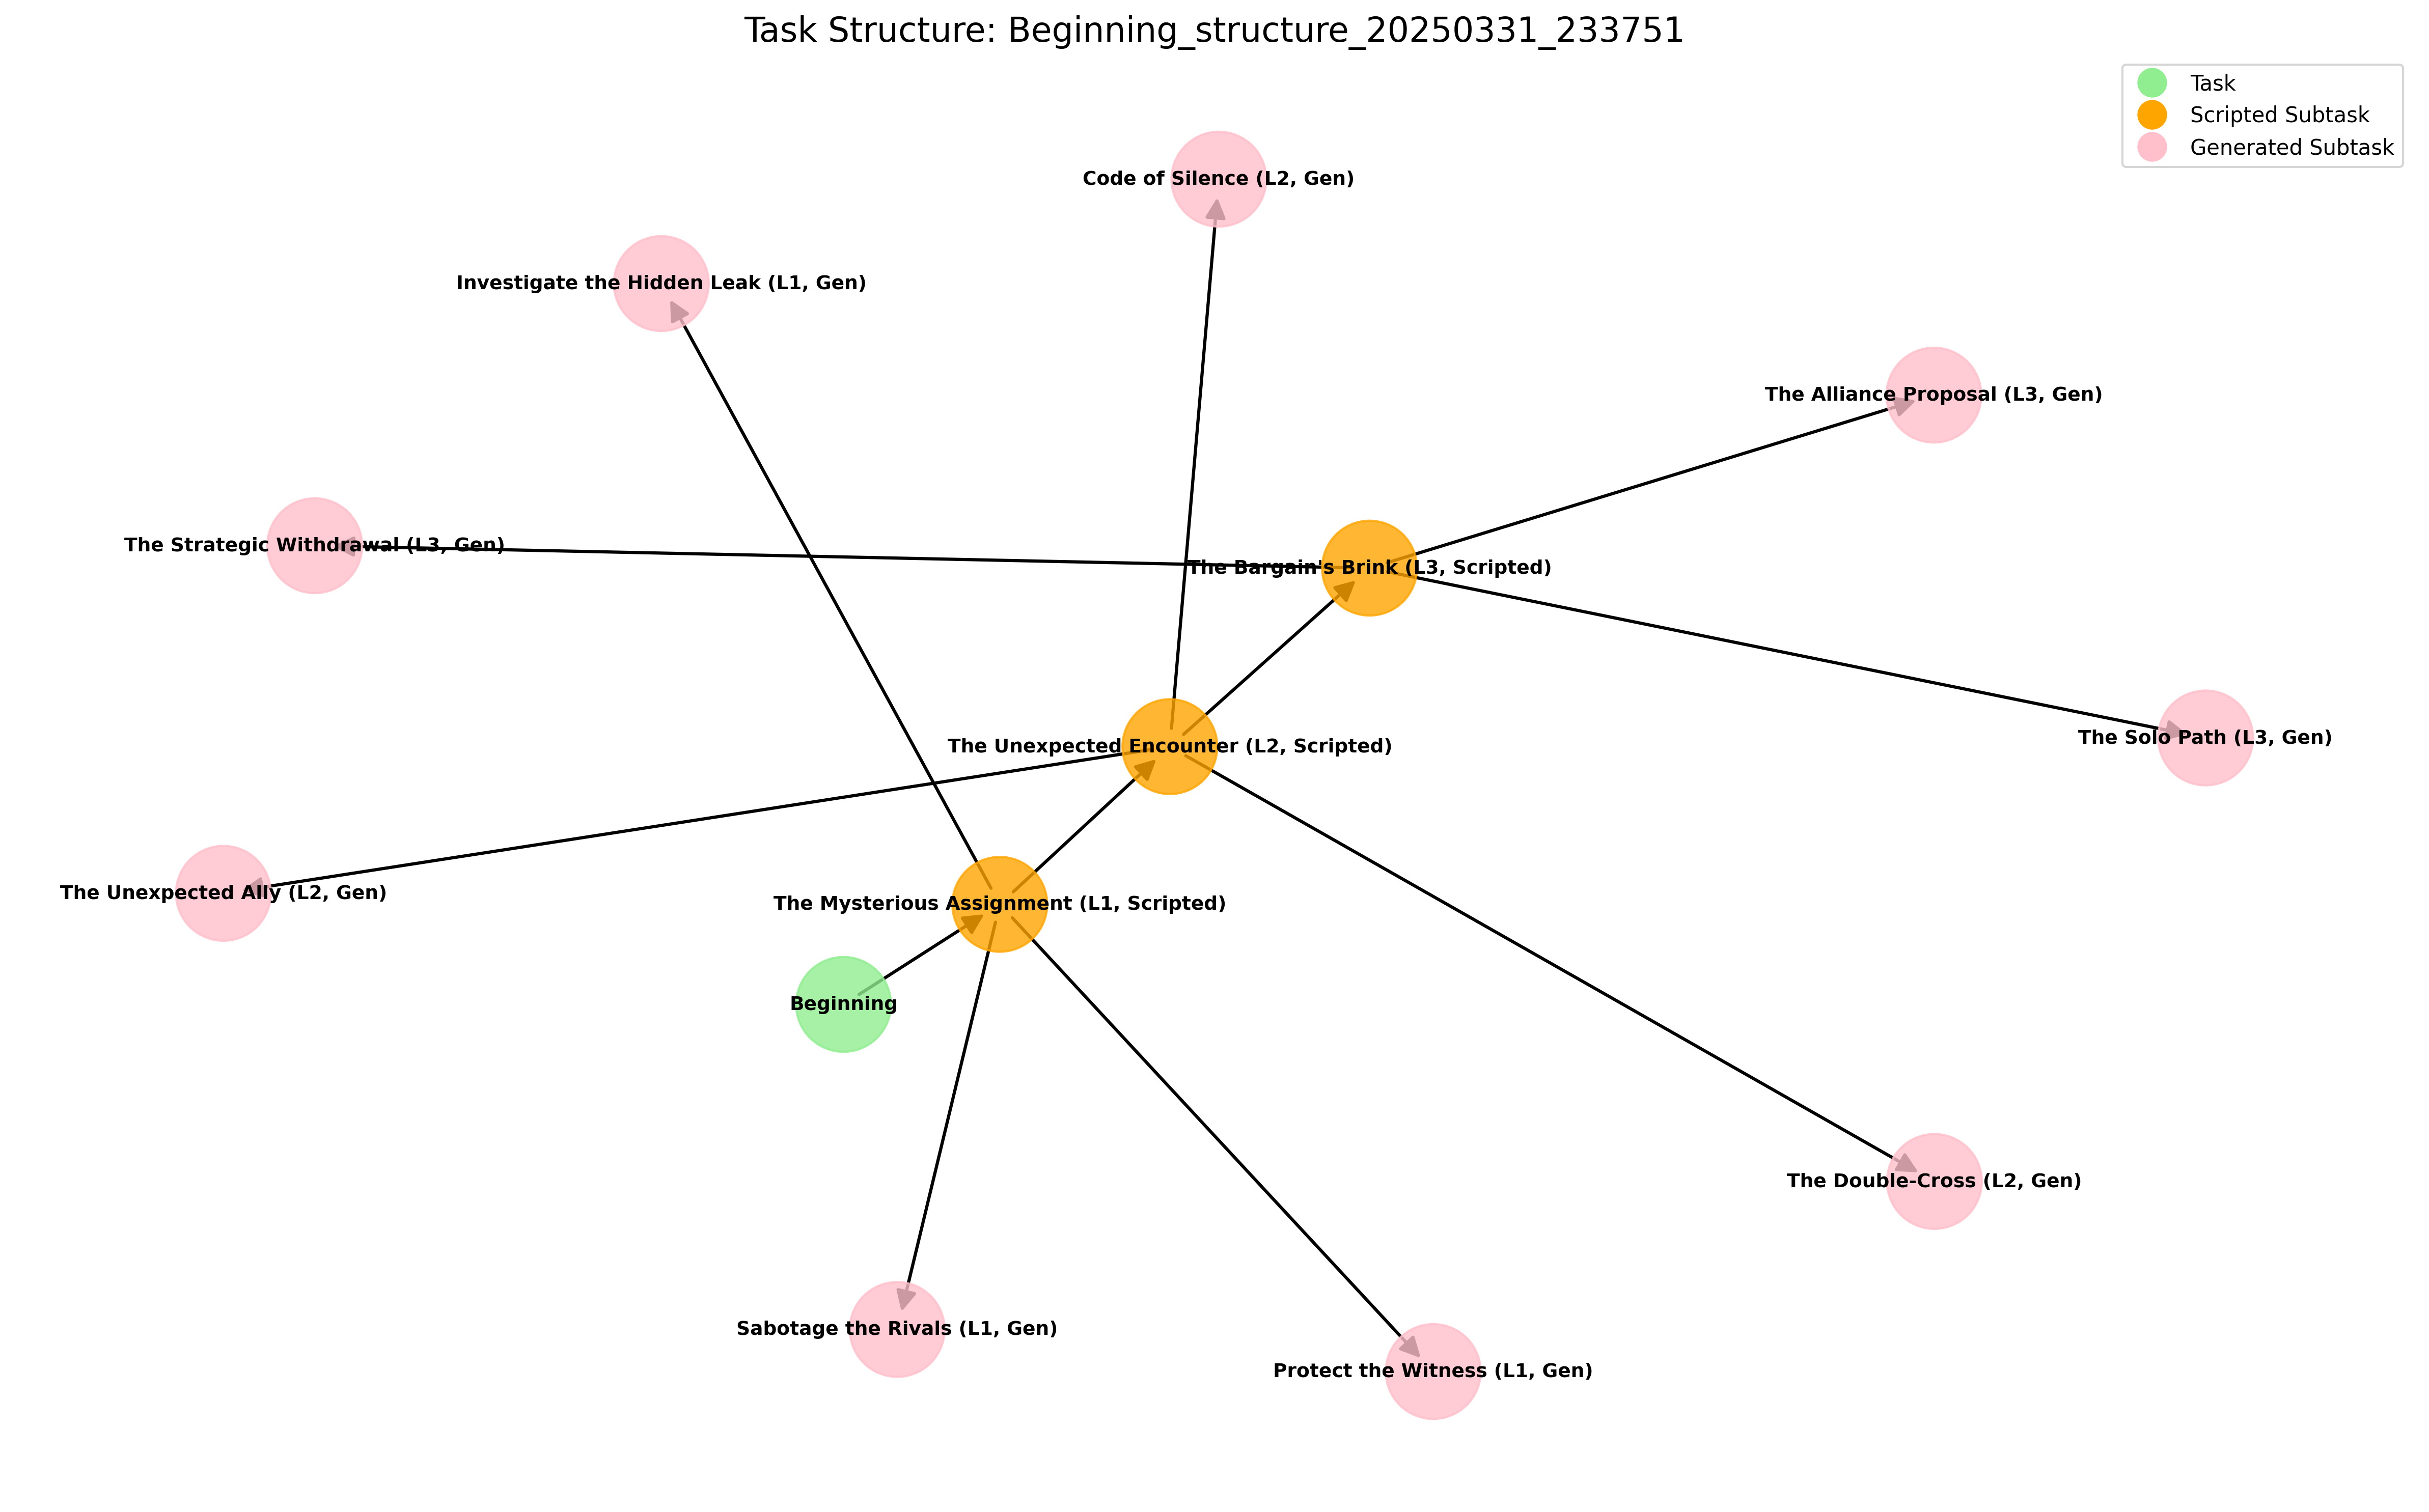 Task Structure: Beginning_structure_20250331_233751
Task
Scripted Subtask
Generated Subtask
Code of Silence (L2, Gen)
Investigate the Hidden Leak (L1, Gen)
The Alliance Proposal (L3, Gen)
The Strategic Withdrawal (L3, Gen)
The Bargain's Brink (L3, Scripted)
The Solo Path (L3, Gen)
The Unexpected Encounter (L2, Scripted)
The Unexpected Ally (L2, Gen)
The Mysterious Assignment (L1, Scripted)
Beginning
The Double-Cross (L2, Gen)
Sabotage the Rivals (L1, Gen)
Protect the Witness (L1, Gen)